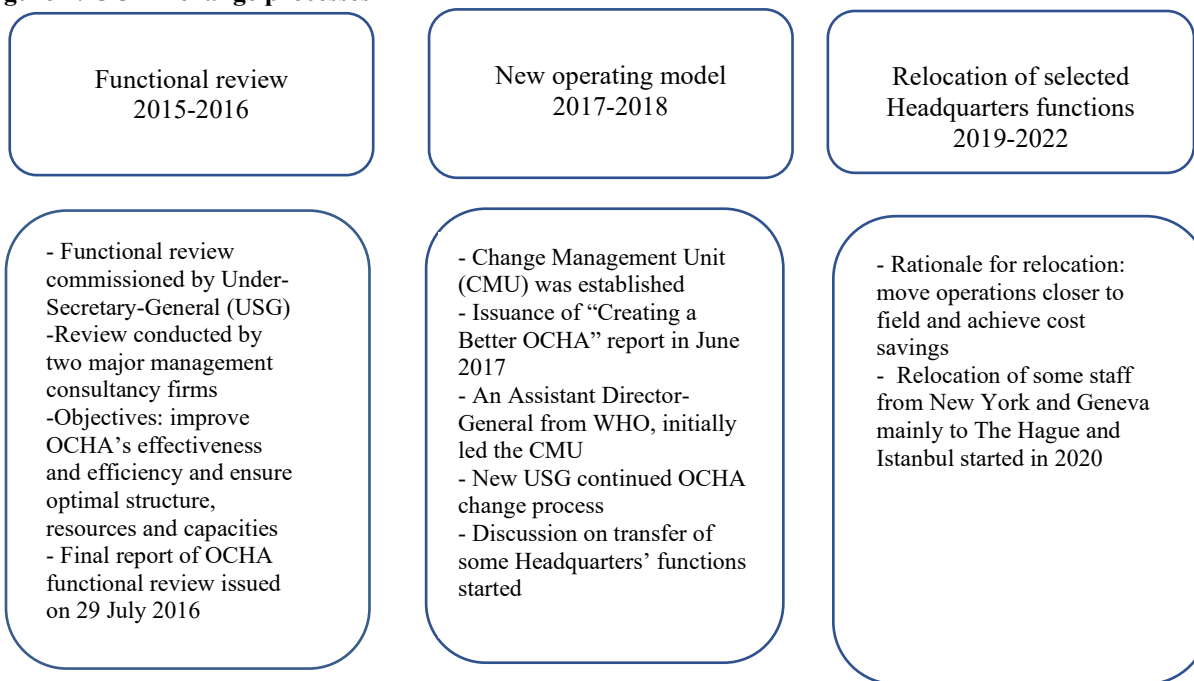 Functional review
2015-2016
New operating model
2017-2018
Relocation of selected
Headquarters functions
2019-2022
- Functional review
commissioned by Under-
Secretary-General (USG)
-Review conducted by
two major management
consultancy firms
-Objectives: improve
OCHA's effectiveness
and efficiency and ensure
optimal structure,
resources and capacities
- Final report of OCHA
functional review issued
on 29 July 2016
- Change Management Unit
(CMU) was established
- Issuance of “Creating a
Better OCHA” report in June
2017
- An Assistant Director-
General from WHO, initially
led the CMU
- New USG continued OCHA
change process
- Discussion on transfer of
some Headquarters’ functions
started
- Rationale for relocation:
move operations closer to
field and achieve cost
savings
- Relocation of some staff
from New York and Geneva
mainly to The Hague and
Istanbul started in 2020